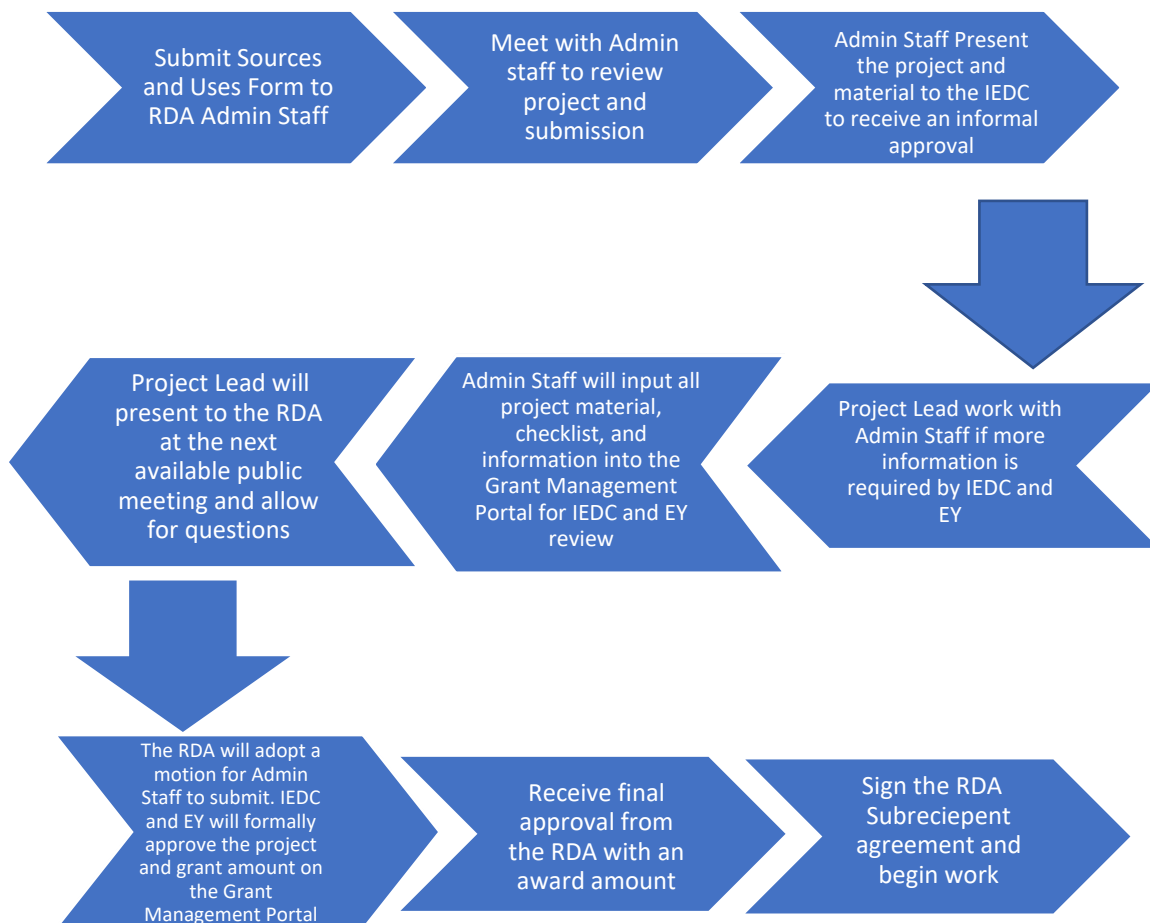 Submit Sources
and Uses Form to
RDA Admin Staff
Meet with Admin
staff to review
project and
submission
Admin Staff Present
the project and
material to the IEDC
to receive an informal
approval
Project Lead work with
Admin Staff if more
information is
required by IEDC and
EY
Admin Staff will input all
project material,
checklist, and
information into the
Grant Management
Portal for IEDC and EY
review
Project Lead will
present to the RDA
at the next
available public
meeting and allow
for questions
The RDA will adopt a
motion for Admin
Staff to submit. IEDC
and EY will formally
approve the project
and grant amount on
the Grant
Management Portal
Receive final
approval from
the RDA with an
award amount
Sign the RDA
Subreciepent
agreement and
begin work